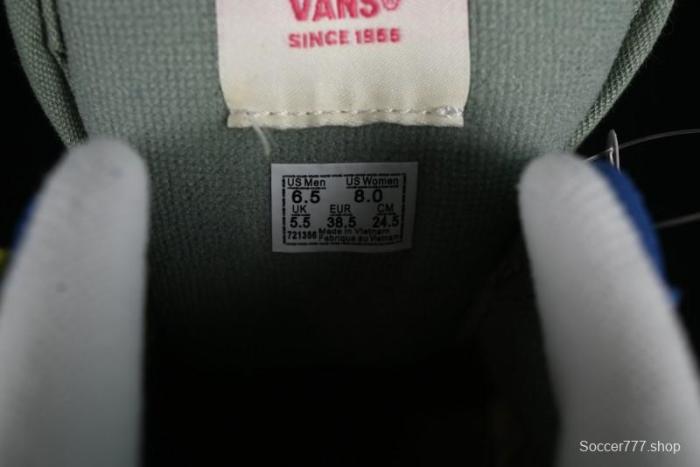 VANS®
SINCE 1966
US Men US Women
6.5 8.0
UK EUR CM
5.5 38.5 24.5
721356 Made in Vietnam
Fabrique au Vietnam
Soccer777.shop